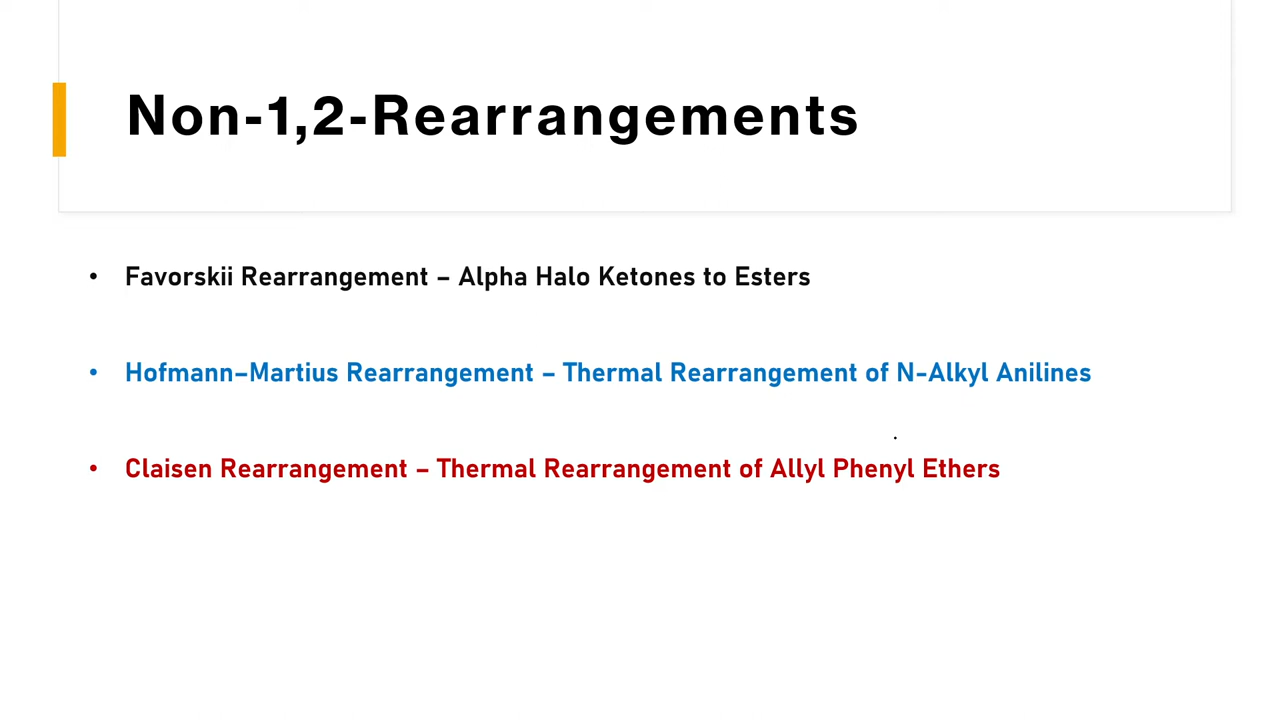 Non-1,2-Rearrangements
• Favorskii Rearrangement – Alpha Halo Ketones to Esters
• Hofmann–Martius Rearrangement – Thermal Rearrangement of N-Alkyl Anilines
• Claisen Rearrangement – Thermal Rearrangement of Allyl Phenyl Ethers